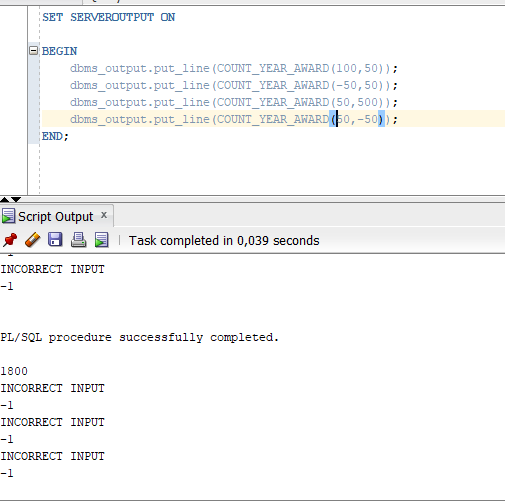 SET SERVEROUTPUT ON
BEGIN
dbms_output.put_line(COUNT_YEAR_AWARD(100,50));
dbms_output.put_line(COUNT_YEAR_AWARD(-50,50));
dbms_output.put_line(COUNT_YEAR_AWARD(50,500));
dbms_output.put_line(COUNT_YEAR_AWARD(50,-50));
END;
Script Output x
Task completed in 0,039 seconds
INCORRECT INPUT
-1
PL/SQL procedure successfully completed.
1800
INCORRECT INPUT
-1
INCORRECT INPUT
-1
INCORRECT INPUT
-1